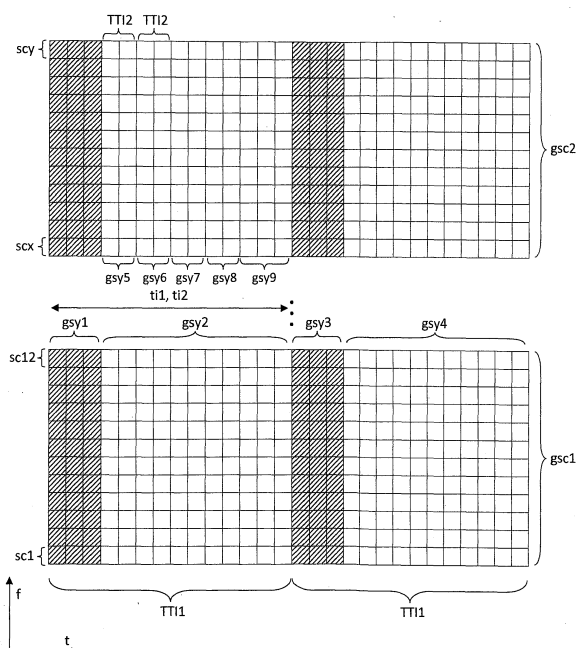 TTI2 TTI2
scy
gsc2
scx
gsy5 gsy6 gsy7 gsy8 gsy9
ti1, ti2
gsy1 gsy2 gsy3 gsy4
sc12
gsc1
sc1
f
TTI1 TTI1
t